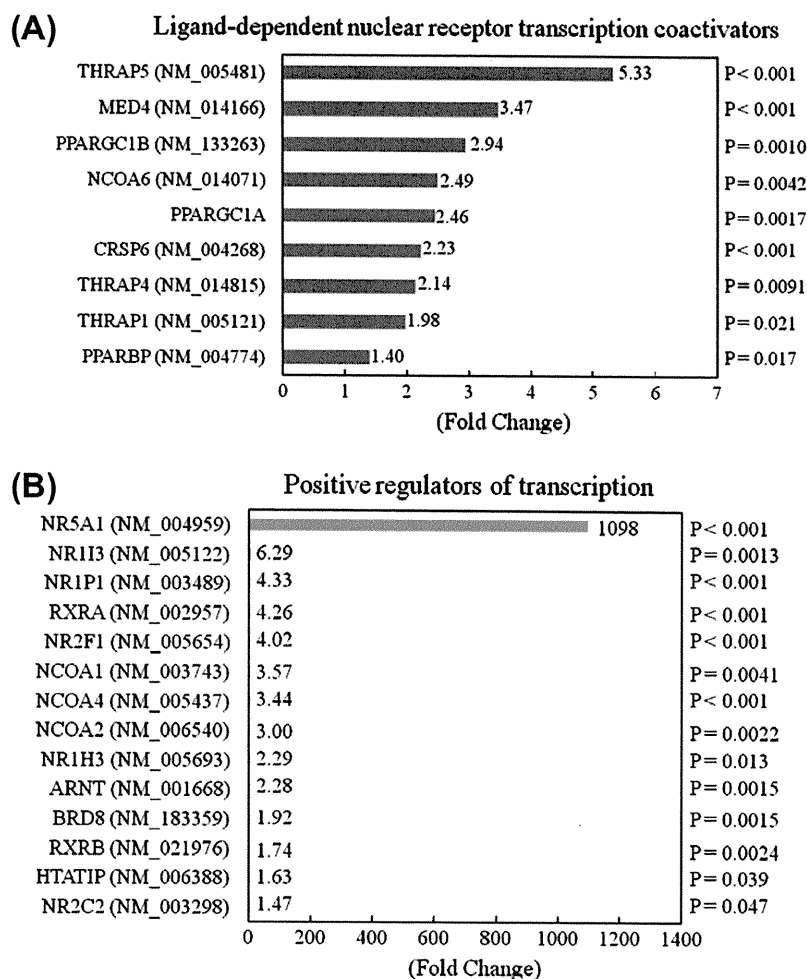 (A) Ligand-dependent nuclear receptor transcription coactivators
THRAP5 (NM_005481) 5.33 P< 0.001
MED4 (NM_014166) 3.47 P< 0.001
PPARGC1B (NM_133263) 2.94 P= 0.0010
NCOA6 (NM_014071) 2.49 P= 0.0042
PPARGC1A 2.46 P= 0.0017
CRSP6 (NM_004268) 2.23 P< 0.001
THRAP4 (NM_014815) 2.14 P= 0.0091
THRAP1 (NM_005121) 1.98 P= 0.021
PPARBP (NM_004774) 1.40 P= 0.017
0 1 2 3 4 5 6 7
(Fold Change)
(B) Positive regulators of transcription
NR5A1 (NM_004959) 1098 P< 0.001
NR1I3 (NM_005122) 6.29 P= 0.0013
NR1P1 (NM_003489) 4.33 P< 0.001
RXRA (NM_002957) 4.26 P< 0.001
NR2F1 (NM_005654) 4.02 P< 0.001
NCOA1 (NM_003743) 3.57 P= 0.0041
NCOA4 (NM_005437) 3.44 P< 0.001
NCOA2 (NM_006540) 3.00 P= 0.0022
NR1H3 (NM_005693) 2.29 P= 0.013
ARNT (NM_001668) 2.28 P= 0.0015
BRD8 (NM_183359) 1.92 P= 0.0015
RXRB (NM_021976) 1.74 P= 0.0024
HTATIP (NM_006388) 1.63 P= 0.039
NR2C2 (NM_003298) 1.47 P= 0.047
0 200 400 600 800 1000 1200 1400
(Fold Change)